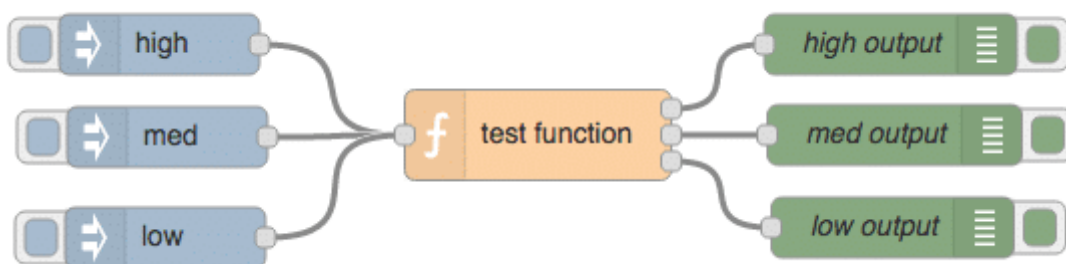 high
med
low
f
test function
high output
med output
low output